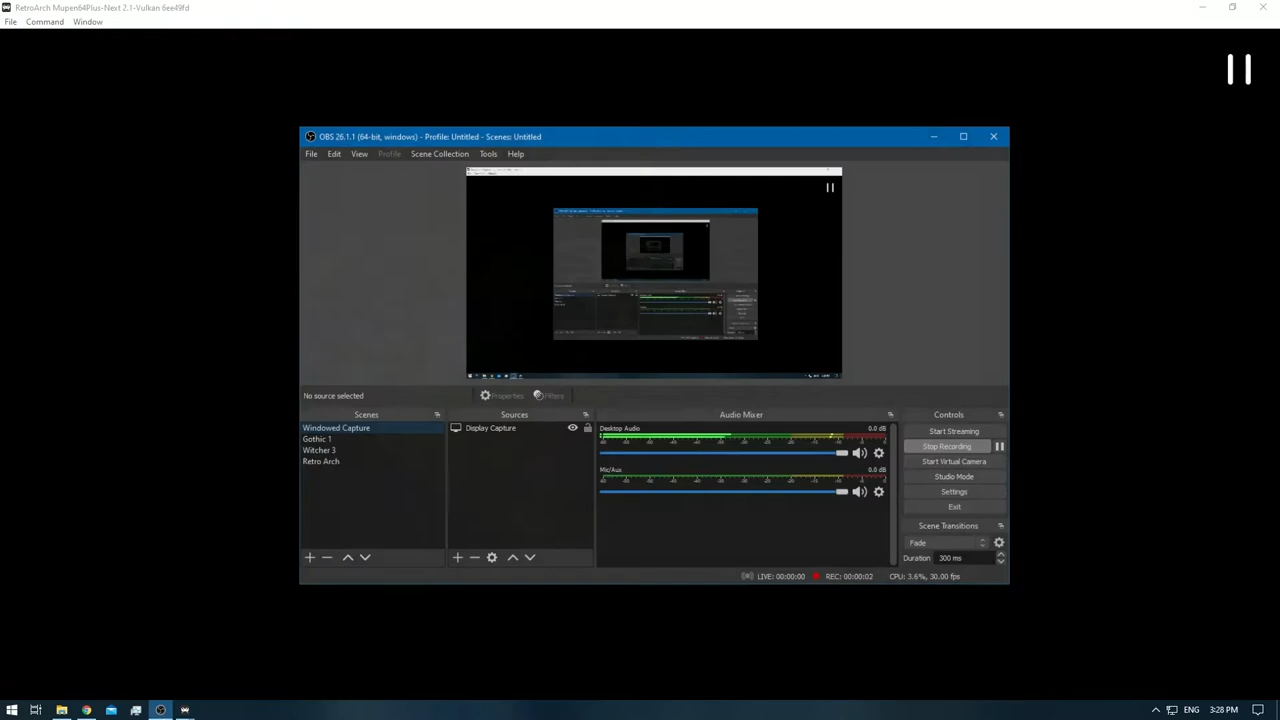 RetroArch Mupen64Plus-Next 2.1-Vulkan 6ee49fd
File Command Window
OBS 26.1.1 (64-bit, windows) - Profile: Untitled - Scenes: Untitled
File Edit View Profile Scene Collection Tools Help
No source selected Properties Filters
Scenes Sources Audio Mixer Controls
Windowed Capture
Gothic 1
Witcher 3
Retro Arch
Display Capture
Desktop Audio 0.0 dB
Mic/Aux 0.0 dB
Start Streaming
Stop Recording
Start Virtual Camera
Studio Mode
Settings
Exit
Scene Transitions
Fade
Duration 300 ms
LIVE: 00:00:00 REC: 00:00:02 CPU: 3.6%, 30.00 fps
ENG 3:28 PM